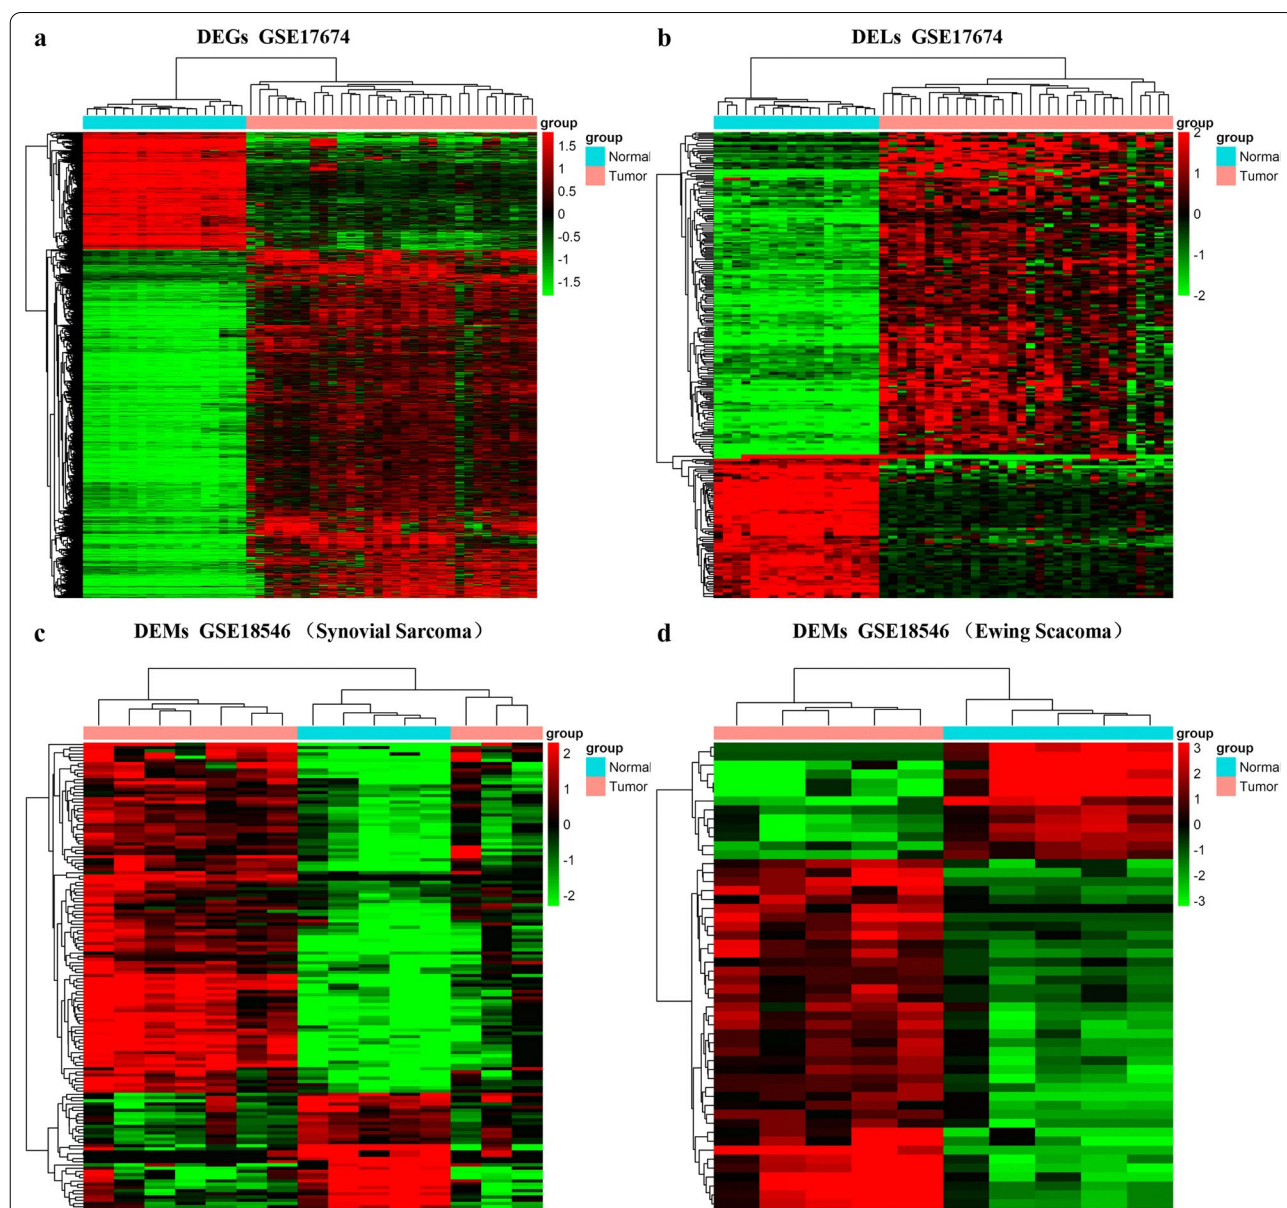 a
DEGs GSE17674
group
1.5
1
0.5
0
-0.5
-1
-1.5
group
Normal
Tumor
b
DELs GSE17674
group
2
1
0
-1
-2
group
Normal
Tumor
c
DEMs GSE18546 （Synovial Sarcoma）
group
2
1
0
-1
-2
group
Normal
Tumor
d
DEMs GSE18546 （Ewing Scacoma）
group
3
2
1
0
-1
-2
-3
group
Normal
Tumor